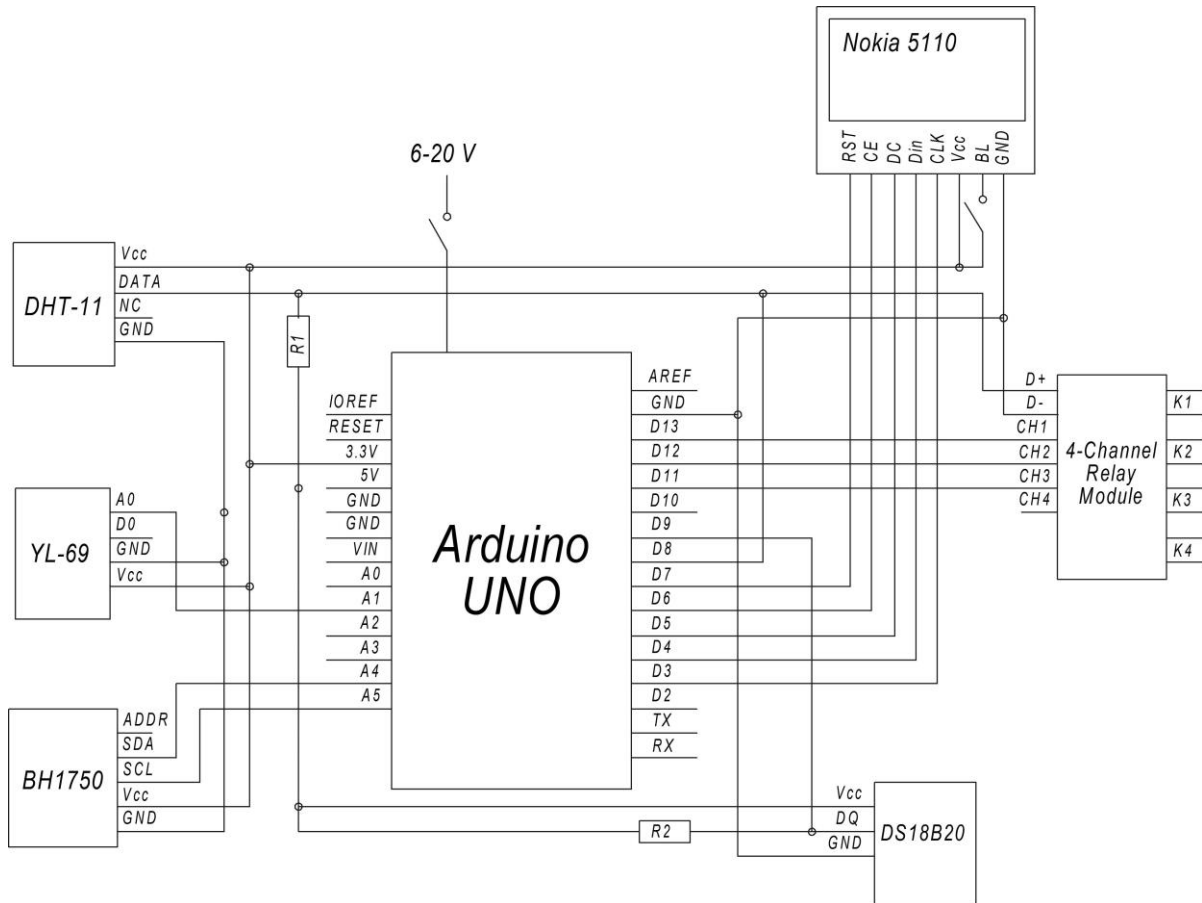 Nokia 5110
RST
CE
DC
Din
CLK
Vcc
BL
GND
6-20 V
DHT-11
Vcc
DATA
NC
GND
R1
YL-69
A0
D0
GND
Vcc
BH1750
ADDR
SDA
SCL
Vcc
GND
Arduino
UNO
IOREF
RESET
3.3V
5V
GND
GND
VIN
A0
A1
A2
A3
A4
A5
AREF
GND
D13
D12
D11
D10
D9
D8
D7
D6
D5
D4
D3
D2
TX
RX
D+
D-
CH1
CH2
CH3
CH4
4-Channel
Relay
Module
K1
K2
K3
K4
R2
Vcc
DQ
GND
DS18B20